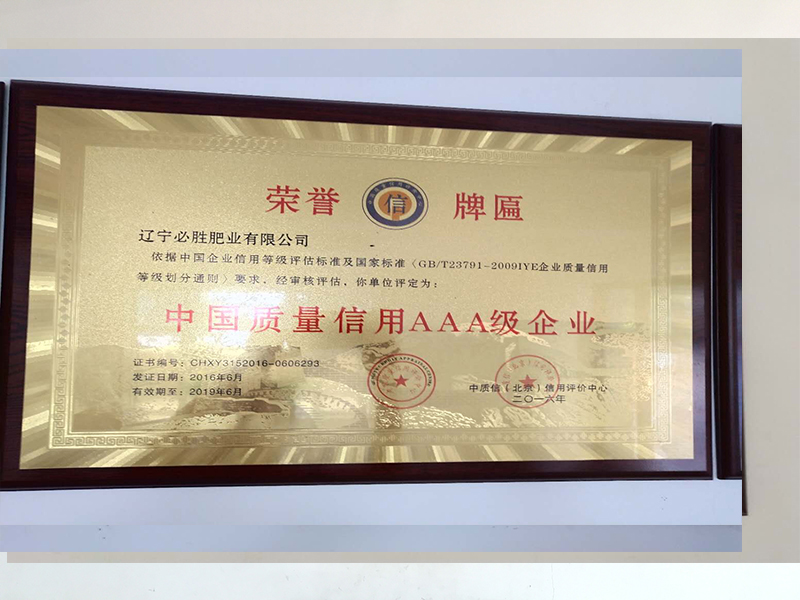 荣誉 信 牌匾
辽宁必胜肥业有限公司
依据中国企业信用等级评估标准及国家标准〈GB/T23791-2009IYE企业质量信用
等级划分通则〉要求，经审核评估，你单位评定为：
中国质量信用AAA级企业
证书编号：CHXY3152016-0606293
发证日期：2016年6月
有效期至：2019年6月
中质信（北京）信用评价中心
二〇一六年